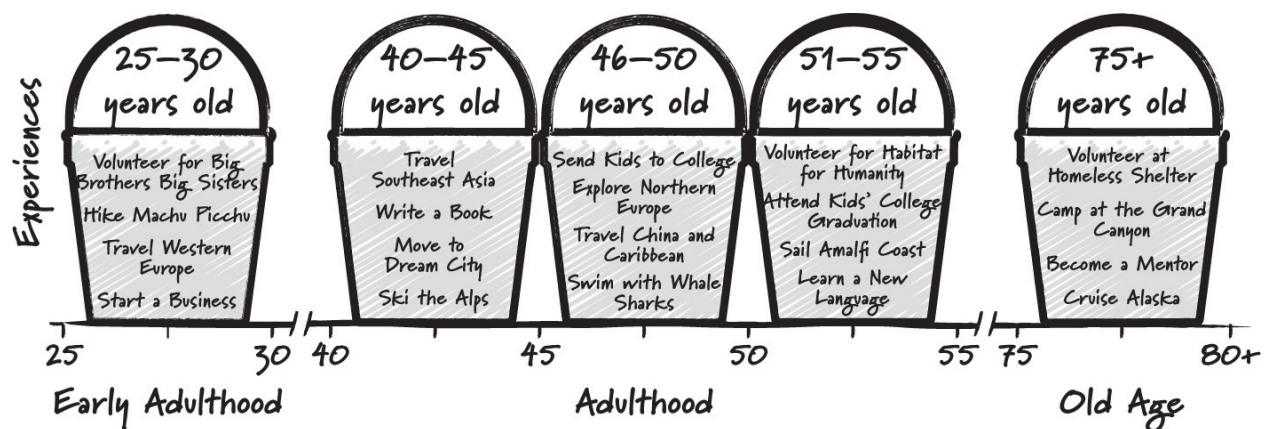 Experiences
25–30
years old
Volunteer for Big
Brothers Big Sisters
Hike Machu Picchu
Travel Western
Europe
Start a Business
40–45
years old
Travel
Southeast Asia
Write a Book
Move to
Dream City
Ski the Alps
46–50
years old
Send Kids to College
Explore Northern
Europe
Travel China and
Caribbean
Swim with Whale
Sharks
51–55
years old
Volunteer for Habitat
for Humanity
Attend Kids' College
Graduation
Sail Amalfi Coast
Learn a New
Language
75+
years old
Volunteer at
Homeless Shelter
Camp at the Grand
Canyon
Become a Mentor
Cruise Alaska
25 30 40 45 50 55 75 80+
Early Adulthood Adulthood Old Age